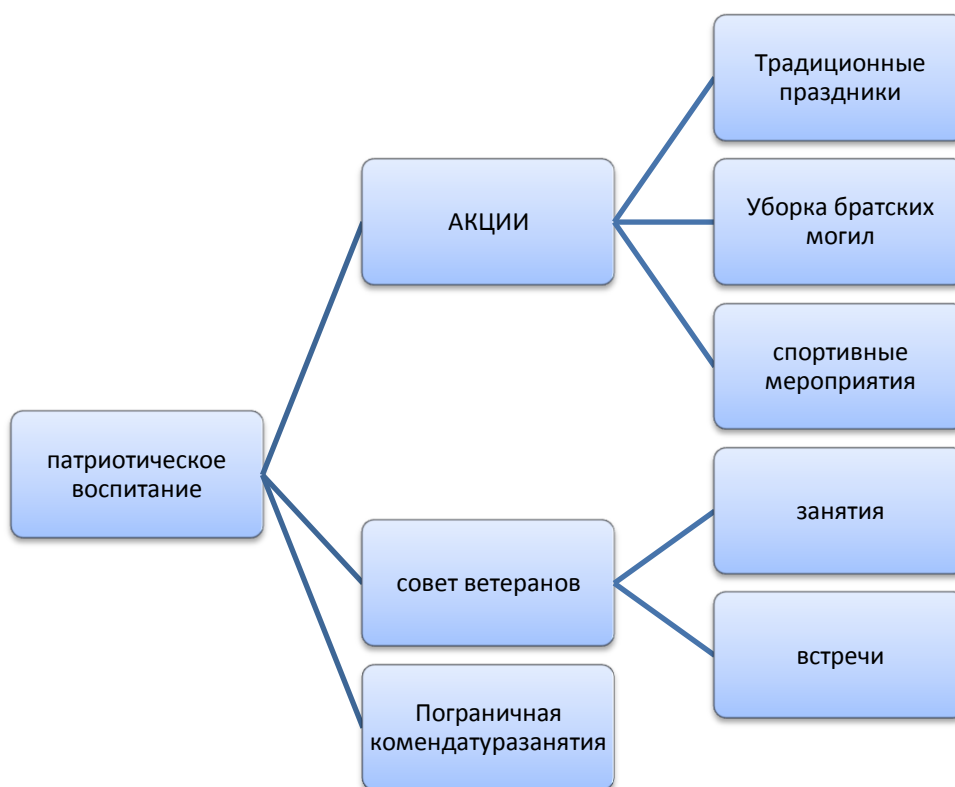 Традиционные
праздники
АКЦИИ
Уборка братских
могил
спортивные
мероприятия
патриотическое
воспитание
занятия
совет ветеранов
встречи
Пограничная
комендатуразанятия